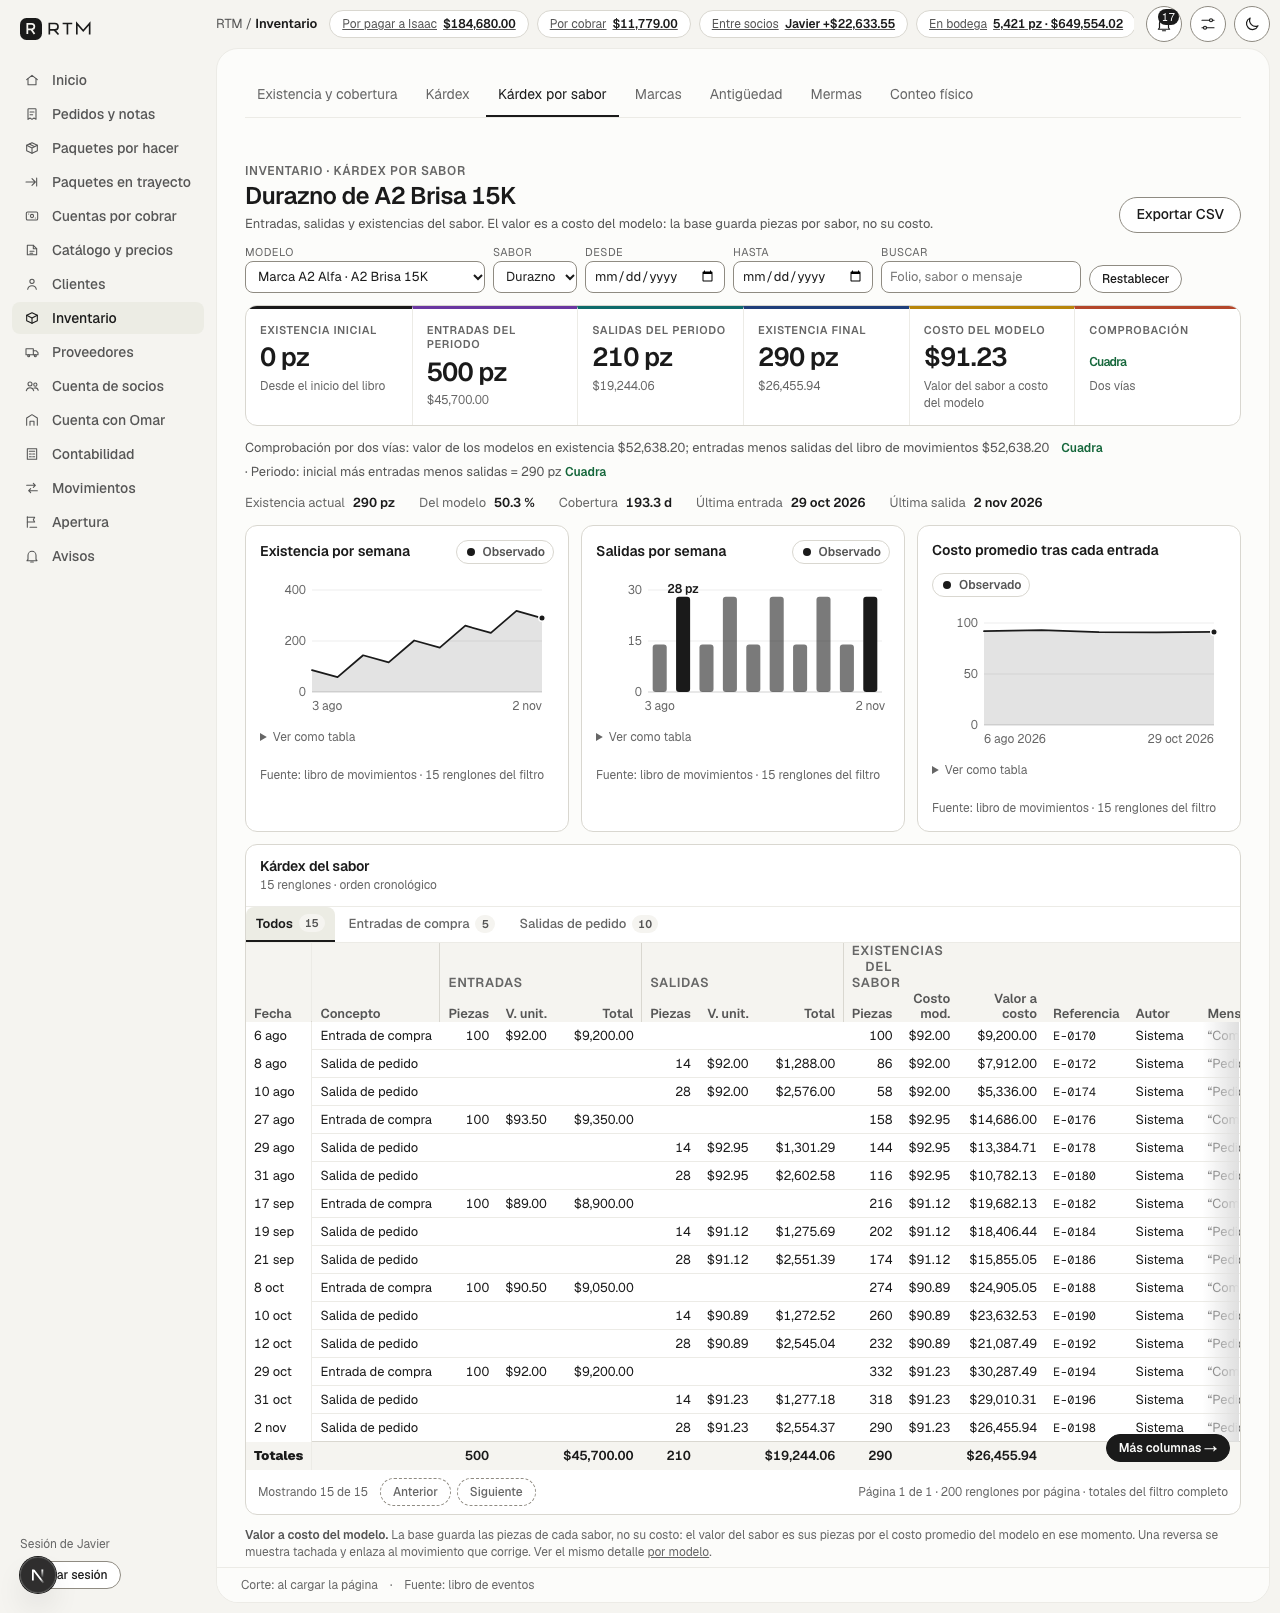 RTM
RTM / Inventario
Por pagar a Isaac $184,680.00
Por cobrar $11,779.00
Entre socios Javier +$22,633.55
En bodega 5,421 pz · $649,554.02
17
Inicio
Pedidos y notas
Paquetes por hacer
Paquetes en trayecto
Cuentas por cobrar
Catálogo y precios
Clientes
Inventario
Proveedores
Cuenta de socios
Cuenta con Omar
Contabilidad
Movimientos
Apertura
Avisos
Sesión de Javier
ar sesión
Existencia y cobertura
Kárdex
Kárdex por sabor
Marcas
Antigüedad
Mermas
Conteo físico
INVENTARIO · KÁRDEX POR SABOR
Durazno de A2 Brisa 15K
Entradas, salidas y existencias del sabor. El valor es a costo del modelo: la base guarda piezas por sabor, no su costo.
Exportar CSV
MODELO SABOR DESDE HASTA BUSCAR
Marca A2 Alfa · A2 Brisa 15K Durazno mm/dd/yyyy mm/dd/yyyy Folio, sabor o mensaje Restablecer
EXISTENCIA INICIAL
0 pz
Desde el inicio del libro
ENTRADAS DEL PERIODO
500 pz
$45,700.00
SALIDAS DEL PERIODO
210 pz
$19,244.06
EXISTENCIA FINAL
290 pz
$26,455.94
COSTO DEL MODELO
$91.23
Valor del sabor a costo del modelo
COMPROBACIÓN
Cuadra
Dos vías
Comprobación por dos vías: valor de los modelos en existencia $52,638.20; entradas menos salidas del libro de movimientos $52,638.20 Cuadra
· Periodo: inicial más entradas menos salidas = 290 pz Cuadra
Existencia actual 290 pz Del modelo 50.3 % Cobertura 193.3 d Última entrada 29 oct 2026 Última salida 2 nov 2026
Existencia por semana
Observado
400
200
0
3 ago 2 nov
Ver como tabla
Fuente: libro de movimientos · 15 renglones del filtro
Salidas por semana
Observado
28 pz
30
15
0
3 ago 2 nov
Ver como tabla
Fuente: libro de movimientos · 15 renglones del filtro
Costo promedio tras cada entrada
Observado
100
50
0
6 ago 2026 29 oct 2026
Ver como tabla
Fuente: libro de movimientos · 15 renglones del filtro
Kárdex del sabor
15 renglones · orden cronológico
Todos 15 Entradas de compra 5 Salidas de pedido 10
ENTRADAS SALIDAS EXISTENCIAS DEL SABOR
Fecha Concepto Piezas V. unit. Total Piezas V. unit. Total Piezas Costo mod. Valor a costo Referencia Autor Mens
6 ago Entrada de compra 100 $92.00 $9,200.00 100 $92.00 $9,200.00 E-0170 Sistema “Com
8 ago Salida de pedido 14 $92.00 $1,288.00 86 $92.00 $7,912.00 E-0172 Sistema “Pedi
10 ago Salida de pedido 28 $92.00 $2,576.00 58 $92.00 $5,336.00 E-0174 Sistema “Pedi
27 ago Entrada de compra 100 $93.50 $9,350.00 158 $92.95 $14,686.00 E-0176 Sistema “Com
29 ago Salida de pedido 14 $92.95 $1,301.29 144 $92.95 $13,384.71 E-0178 Sistema “Pedi
31 ago Salida de pedido 28 $92.95 $2,602.58 116 $92.95 $10,782.13 E-0180 Sistema “Pedi
17 sep Entrada de compra 100 $89.00 $8,900.00 216 $91.12 $19,682.13 E-0182 Sistema “Com
19 sep Salida de pedido 14 $91.12 $1,275.69 202 $91.12 $18,406.44 E-0184 Sistema “Pedi
21 sep Salida de pedido 28 $91.12 $2,551.39 174 $91.12 $15,855.05 E-0186 Sistema “Pedi
8 oct Entrada de compra 100 $90.50 $9,050.00 274 $90.89 $24,905.05 E-0188 Sistema “Com
10 oct Salida de pedido 14 $90.89 $1,272.52 260 $90.89 $23,632.53 E-0190 Sistema “Pedi
12 oct Salida de pedido 28 $90.89 $2,545.04 232 $90.89 $21,087.49 E-0192 Sistema “Pedi
29 oct Entrada de compra 100 $92.00 $9,200.00 332 $91.23 $30,287.49 E-0194 Sistema “Com
31 oct Salida de pedido 14 $91.23 $1,277.18 318 $91.23 $29,010.31 E-0196 Sistema “Pedi
2 nov Salida de pedido 28 $91.23 $2,554.37 290 $91.23 $26,455.94 E-0198 Sistema “Pedi
Totales 500 $45,700.00 210 $19,244.06 290 $26,455.94
Más columnas →
Mostrando 15 de 15 Anterior Siguiente Página 1 de 1 · 200 renglones por página · totales del filtro completo
Valor a costo del modelo. La base guarda las piezas de cada sabor, no su costo: el valor del sabor es sus piezas por el costo promedio del modelo en ese momento. Una reversa se
muestra tachada y enlaza al movimiento que corrige. Ver el mismo detalle por modelo.
Corte: al cargar la página · Fuente: libro de eventos